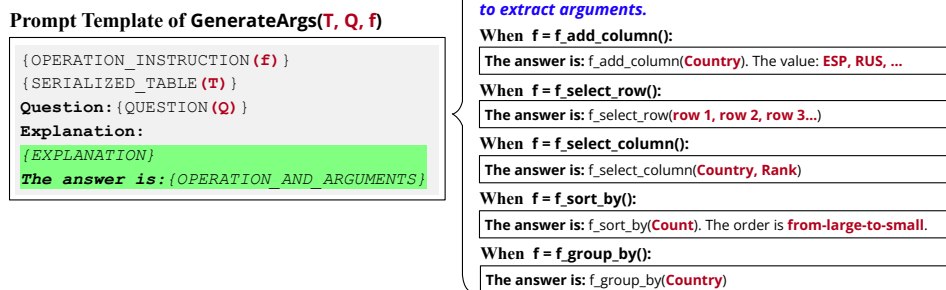 Prompt Template of GenerateArgs(T, Q, f)
{OPERATION_INSTRUCTION(f)}
{SERIALIZED_TABLE(T)}
Question:{QUESTION(Q)}
Explanation:
{EXPLANATION}
The answer is:{OPERATION_AND_ARGUMENTS}
to extract arguments.
When f = f_add_column():
The answer is: f_add_column(Country). The value: ESP, RUS, ...
When f = f_select_row():
The answer is: f_select_row(row 1, row 2, row 3...)
When f = f_select_column():
The answer is: f_select_column(Country, Rank)
When f = f_sort_by():
The answer is: f_sort_by(Count). The order is from-large-to-small.
When f = f_group_by():
The answer is: f_group_by(Country)